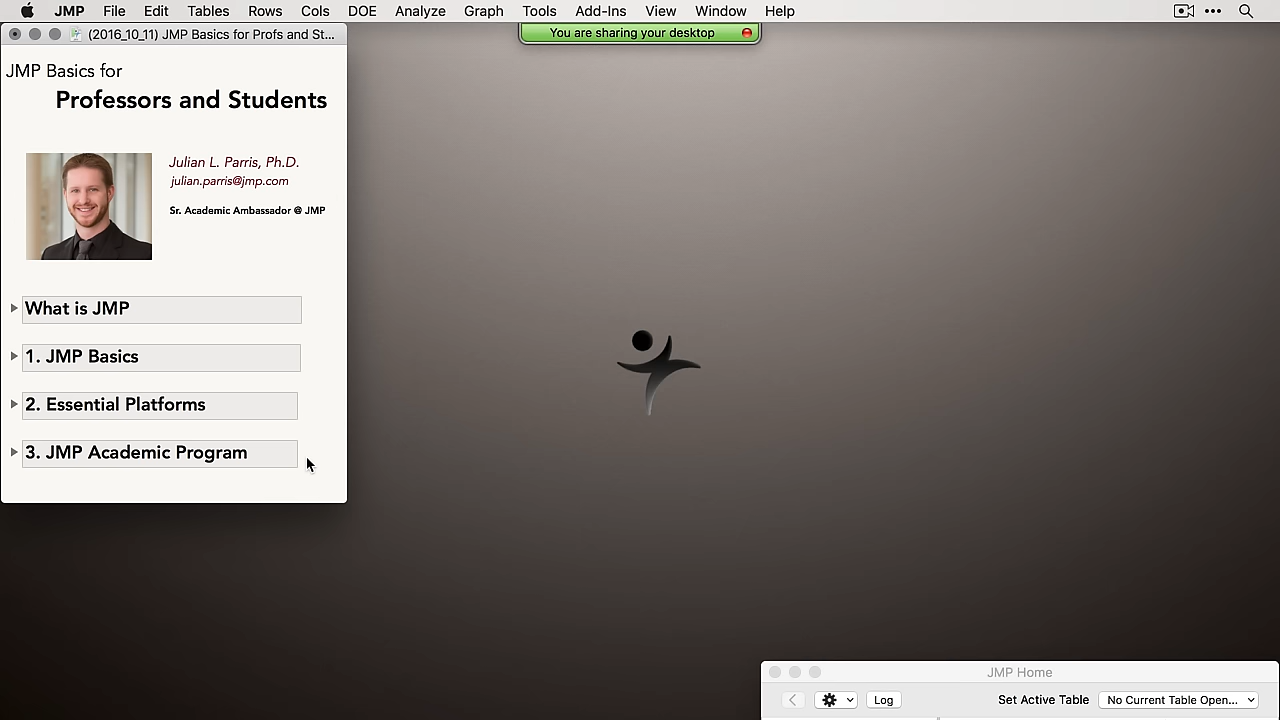 JMP File Edit Tables Rows Cols DOE Analyze Graph Tools Add-Ins View Window Help
You are sharing your desktop
(2016_10_11) JMP Basics for Profs and St...
JMP Basics for
Professors and Students
Julian L. Parris, Ph.D.
julian.parris@jmp.com
Sr. Academic Ambassador @ JMP
What is JMP
1. JMP Basics
2. Essential Platforms
3. JMP Academic Program
JMP Home
Log Set Active Table No Current Table Open...